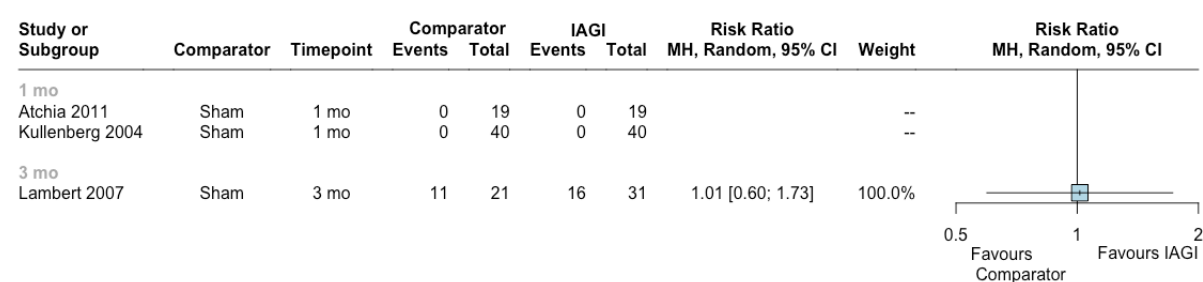 Study or Comparator IAGI Risk Ratio Risk Ratio
Subgroup Comparator Timepoint Events Total Events Total MH, Random, 95% CI Weight MH, Random, 95% CI
1 mo
Atchia 2011 Sham 1 mo 0 19 0 19 --
Kullenberg 2004 Sham 1 mo 0 40 0 40 --
3 mo
Lambert 2007 Sham 3 mo 11 21 16 31 1.01 [0.60; 1.73] 100.0%
0.5 1 2
Favours Favours IAGI
Comparator